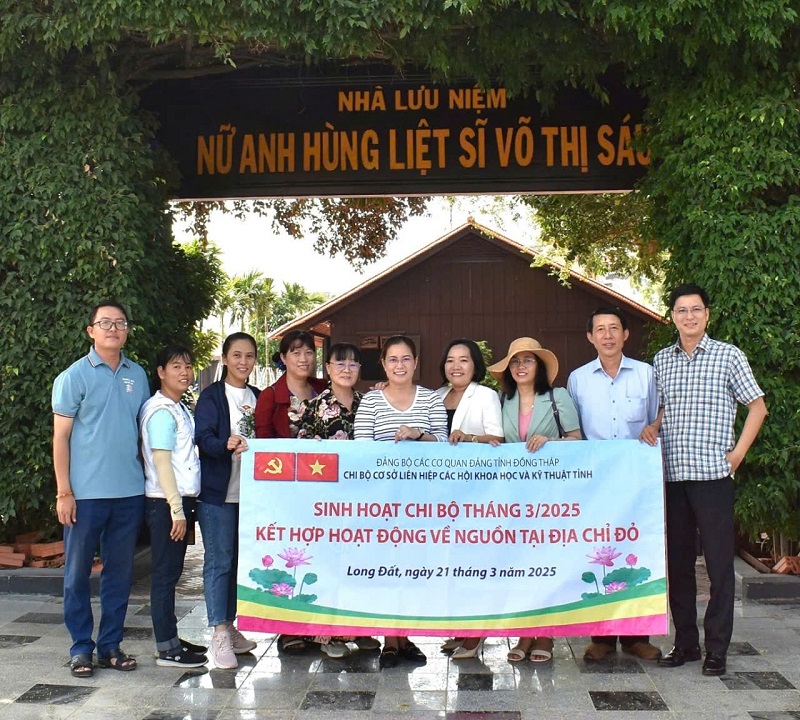 NHÀ LƯU NIỆM
NỮ ANH HÙNG LIỆT SĨ VÕ THỊ SÁU
ĐẢNG BỘ CÁC CƠ QUAN ĐẢNG TỈNH ĐỒNG THÁP
CHI BỘ CƠ SỞ LIÊN HIỆP CÁC HỘI KHOA HỌC VÀ KỸ THUẬT TỈNH
SINH HOẠT CHI BỘ THÁNG 3/2025
KẾT HỢP HOẠT ĐỘNG VỀ NGUỒN TẠI ĐỊA CHỈ ĐỎ
Long Đất, ngày 21 tháng 3 năm 2025